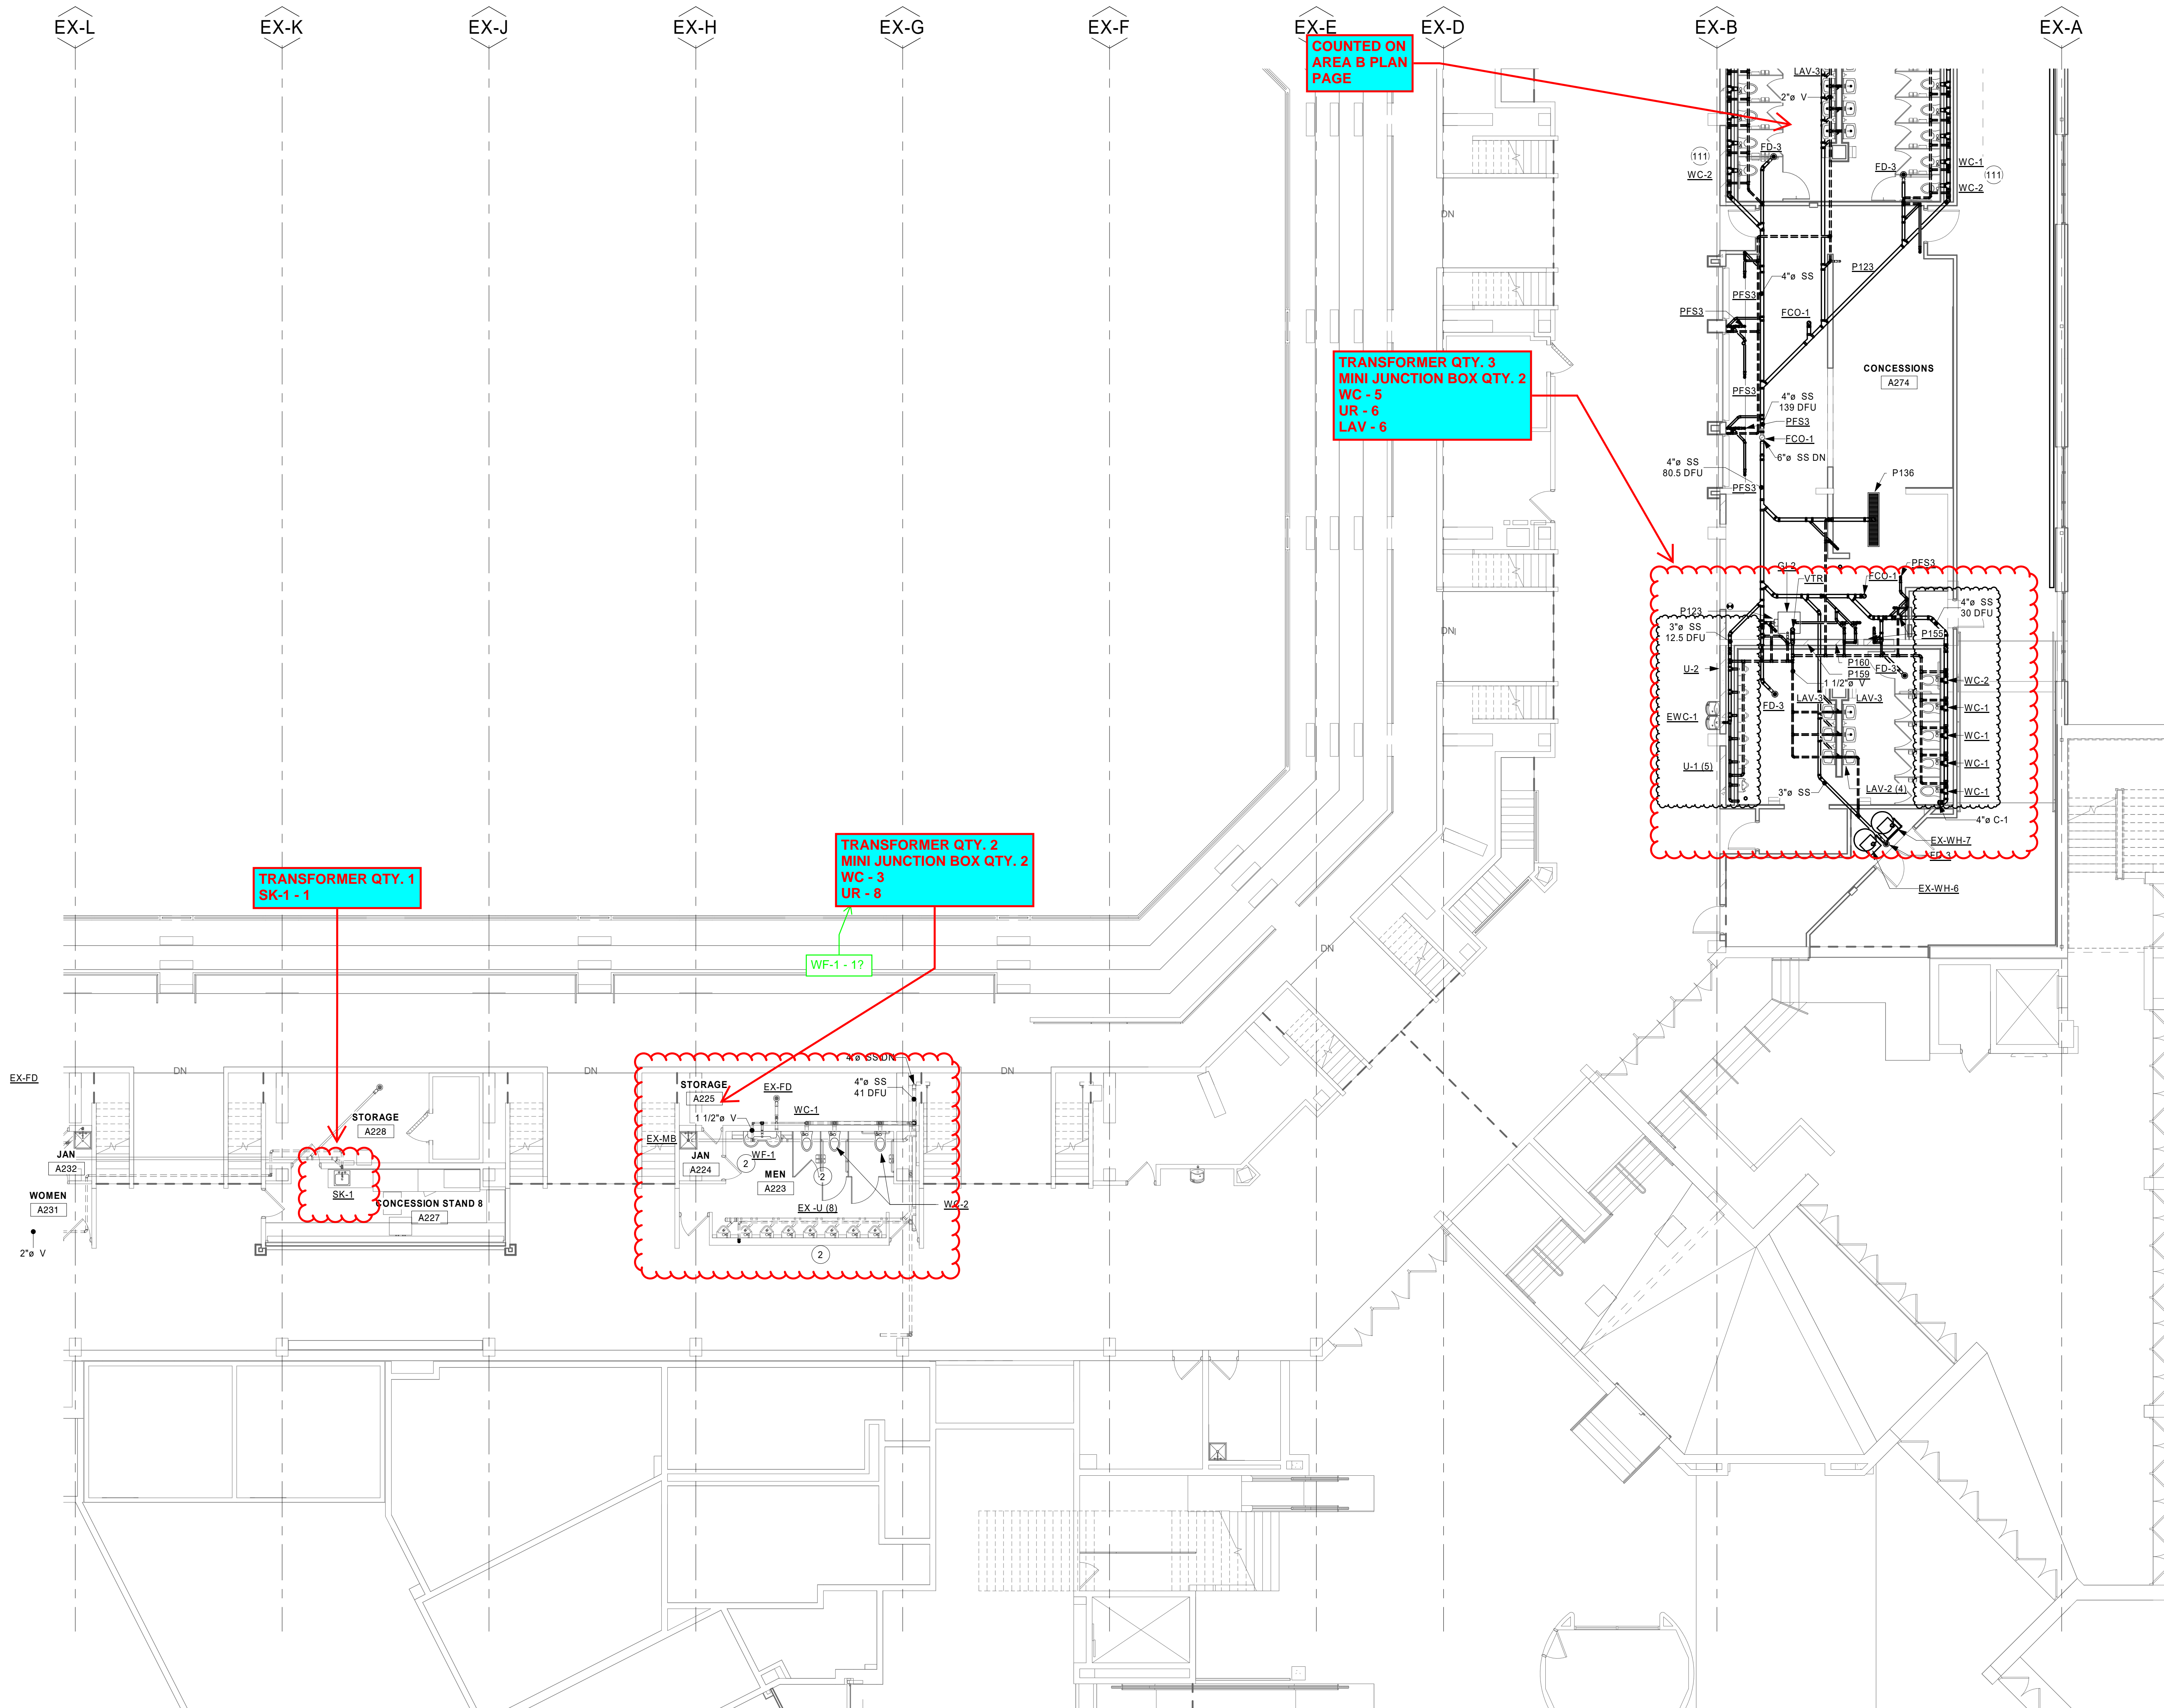 EX-L
EX-K
EX-J
EX-H
EX-G
EX-F
EX-E
EX-D
EX-B
EX-A
COUNTED ON
AREA B PLAN
PAGE
LAV-3
2"ø V
FD-3
111
WC-2
FD-3
WC-1
111
WC-2
DN
P123
4"ø SS
PFS3
PFS3
FCO-1
TRANSFORMER QTY. 3
MINI JUNCTION BOX QTY. 2
WC - 5
UR - 6
LAV - 6
CONCESSIONS
A274
PFS3
4"ø SS
139 DFU
PFS3
FCO-1
6"ø SS DN
4"ø SS
80.5 DFU
P136
PFS3
GI-2
VTR
FCO-1
PFS3
P123
4"ø SS
30 DFU
3"ø SS
12.5 DFU
DN
P155
U-2
P160
FD-3
P159
WC-2
1 1/2"ø V
LAV-3
LAV-3
FD-3
WC-1
EWC-1
WC-1
U-1 (5)
WC-1
LAV-2 (4)
WC-1
3"ø SS
4"ø C-1
EX-WH-7
FD-3
EX-WH-6
TRANSFORMER QTY. 2
MINI JUNCTION BOX QTY. 2
WC - 3
UR - 8
TRANSFORMER QTY. 1
SK-1 - 1
WF-1 - 1?
DN
EX-FD
DN
DN
DN
4"ø SS DN
STORAGE
A225
EX-FD
4"ø SS
41 DFU
WC-1
1 1/2"ø V
STORAGE
A228
EX-MB
JAN
A232
JAN
A224
WF-1
2
MEN
A223
2
WOMEN
A231
SK-1
CONCESSION STAND 8
A227
EX -U (8)
WC-2
2"ø V
2